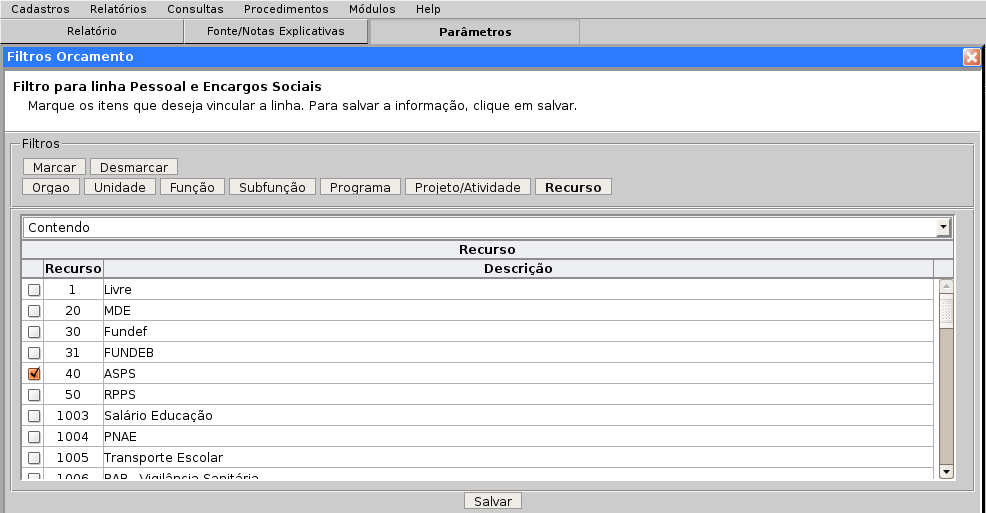 Cadastros Relatórios Consultas Procedimentos Módulos Help
Relatório Fonte/Notas Explicativas Parâmetros
Filtros Orcamento
Filtro para linha Pessoal e Encargos Sociais
Marque os itens que deseja vincular a linha. Para salvar a informação, clique em salvar.
Filtros
Marcar Desmarcar
Orgao Unidade Função Subfunção Programa Projeto/Atividade Recurso
Contendo
Recurso
Recurso Descrição
1 Livre
20 MDE
30 Fundef
31 FUNDEB
40 ASPS
50 RPPS
1003 Salário Educação
1004 PNAE
1005 Transporte Escolar
1006 PAB - Vigilância Sanitária
Salvar